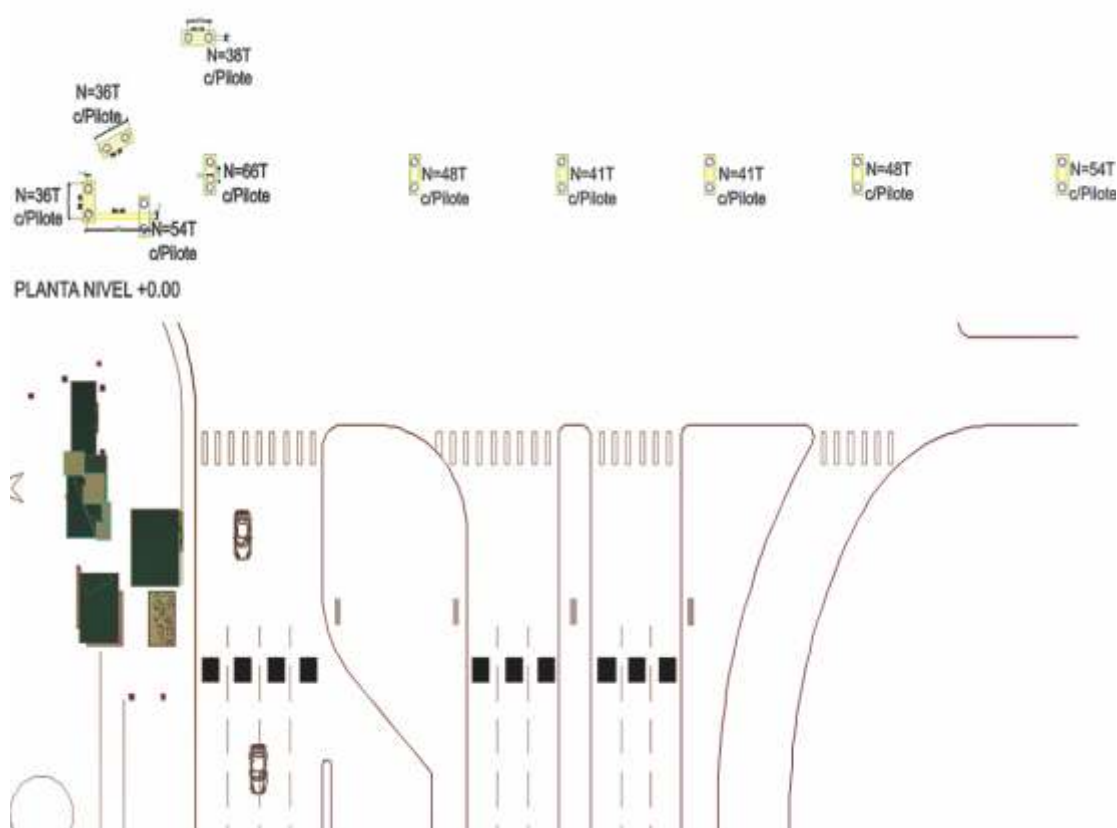 N=38T
c/Pilote
N=36T
c/Pilote
N=66T
c/Pilote
N=48T
c/Pilote
N=41T
c/Pilote
N=41T
c/Pilote
N=48T
c/Pilote
N=54T
c/Pilote
N=36T
c/Pilote
N=54T
c/Pilote
PLANTA NIVEL +0.00